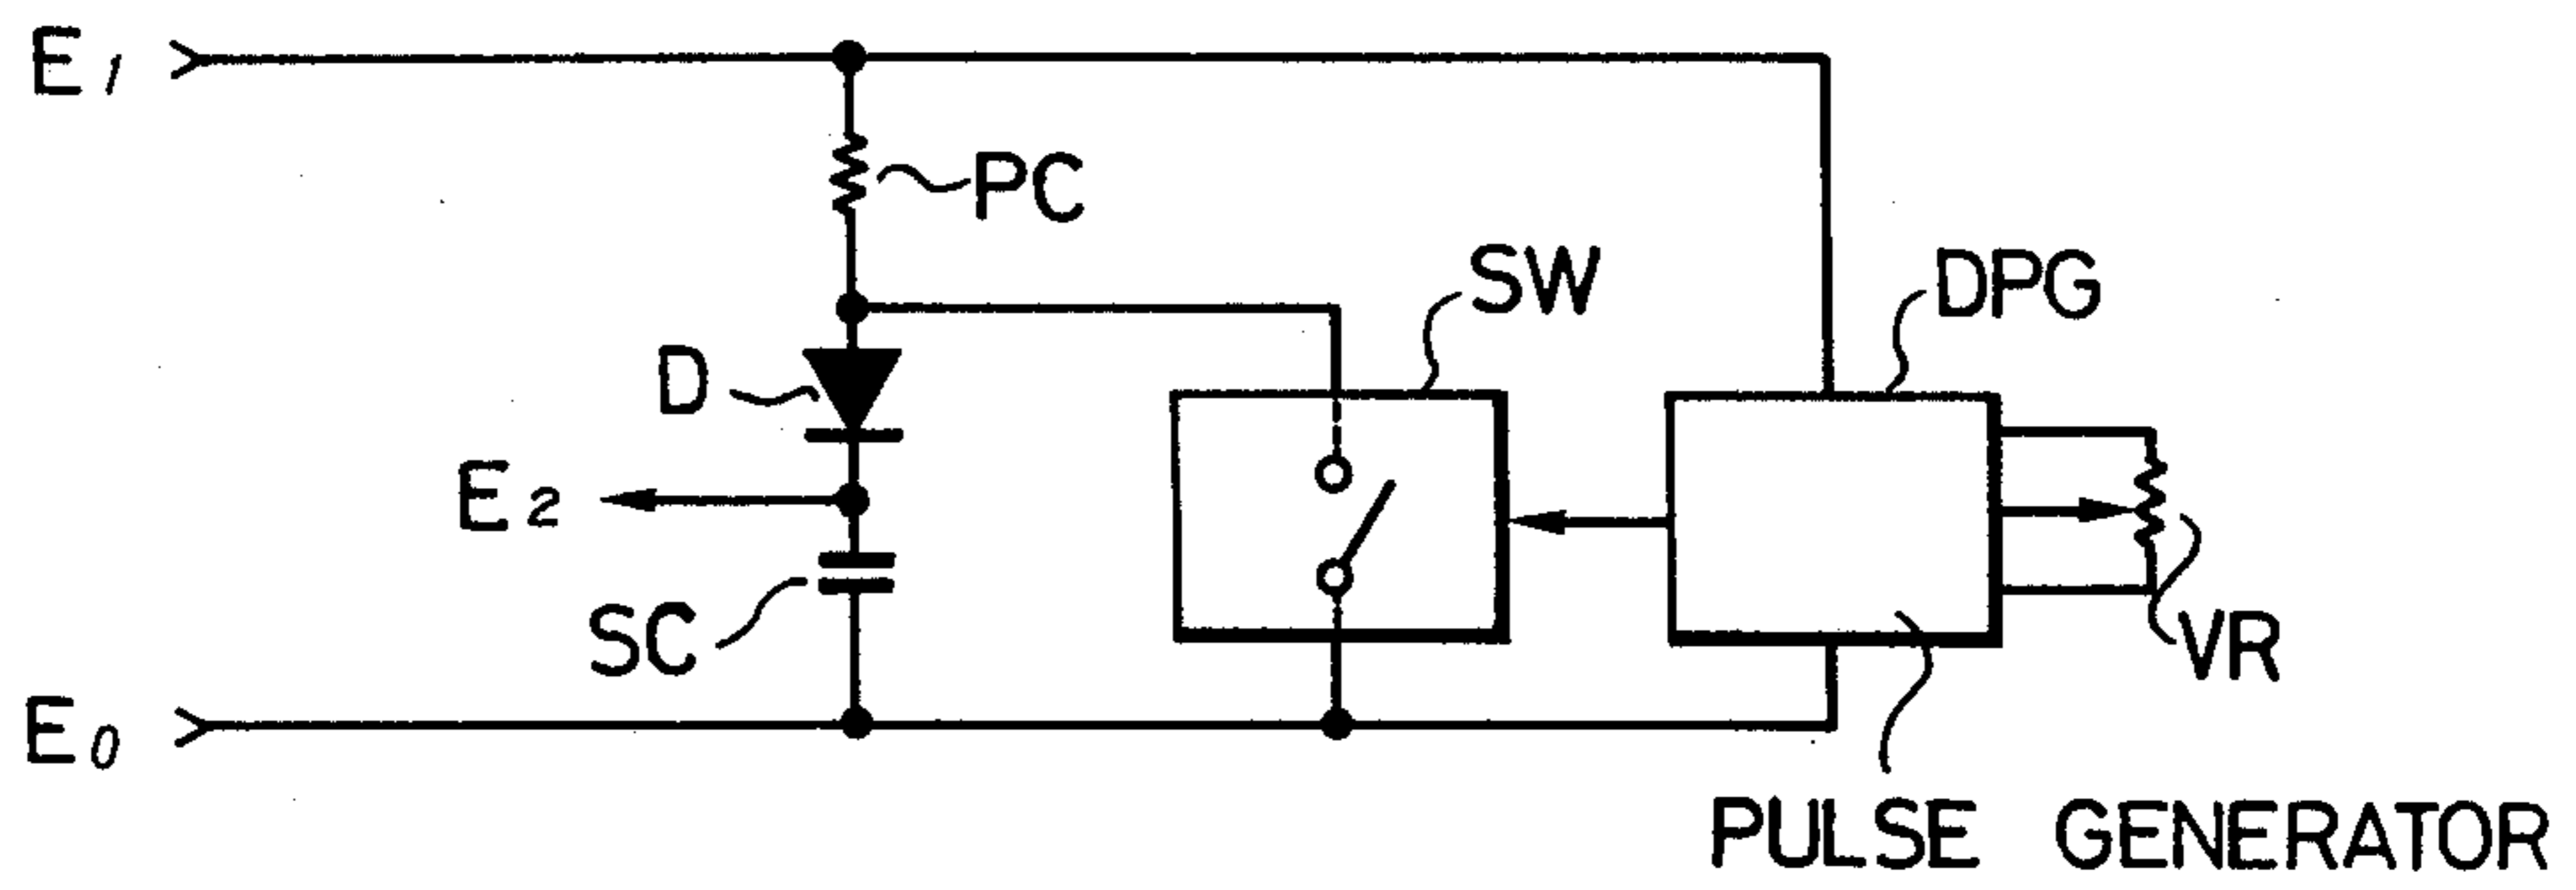 E1
PC
SW
DPG
D
E2
SC
VR
E0
PULSE GENERATOR